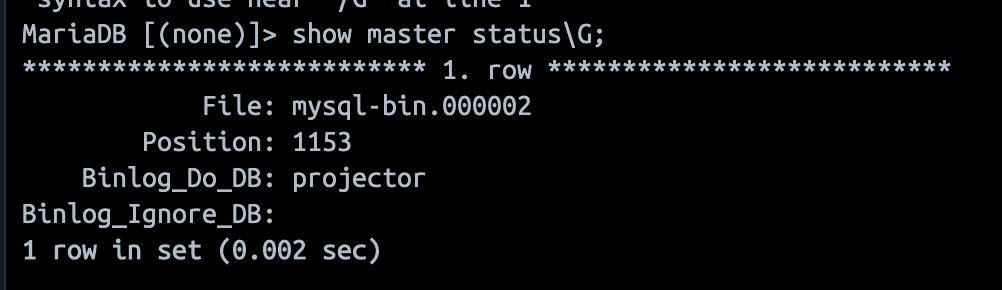 syntax to use near '/G' at line 1
MariaDB [(none)]> show master status\G;
*************************** 1. row ***************************
File: mysql-bin.000002
Position: 1153
Binlog_Do_DB: projector
Binlog_Ignore_DB:
1 row in set (0.002 sec)